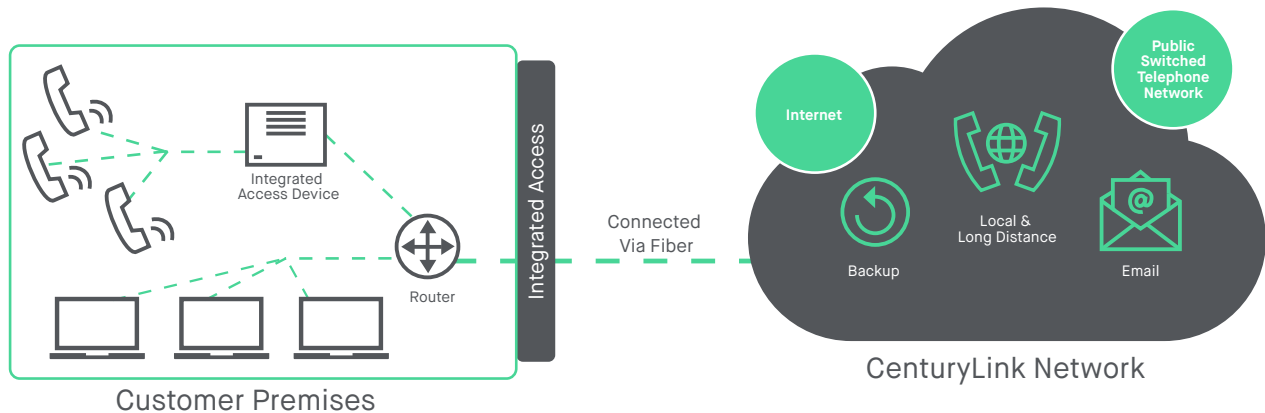 Integrated
Access Device
Router
Customer Premises
Integrated Access
Connected
Via Fiber
Internet
Public
Switched
Telephone
Network
Backup
Local &
Long Distance
@
Email
CenturyLink Network